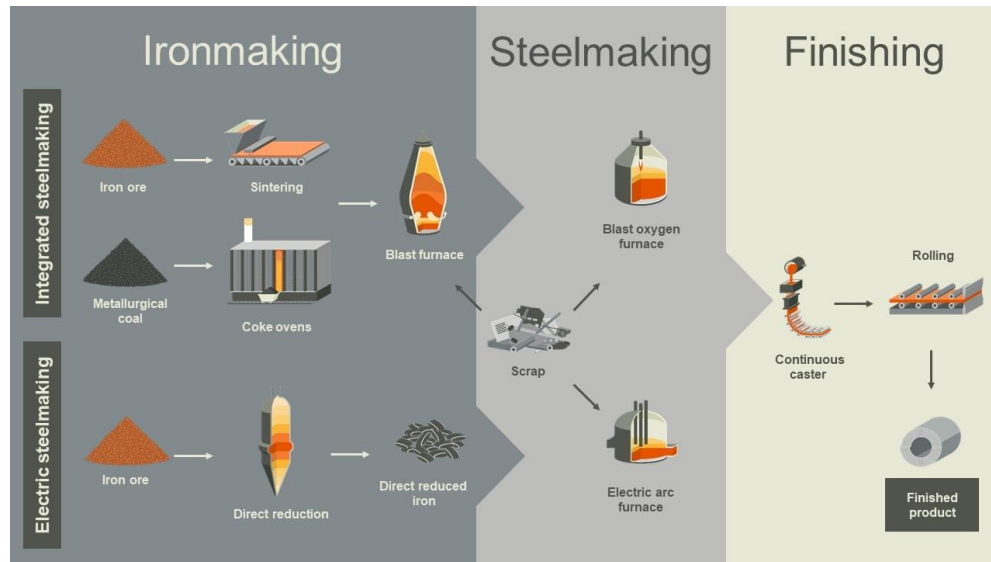 Ironmaking
Steelmaking
Finishing
Integrated steelmaking
Iron ore
Sintering
Blast furnace
Metallurgical
coal
Coke ovens
Blast oxygen
furnace
Scrap
Continuous
caster
Rolling
Electric steelmaking
Iron ore
Direct reduction
Direct reduced
iron
Electric arc
furnace
Finished
product